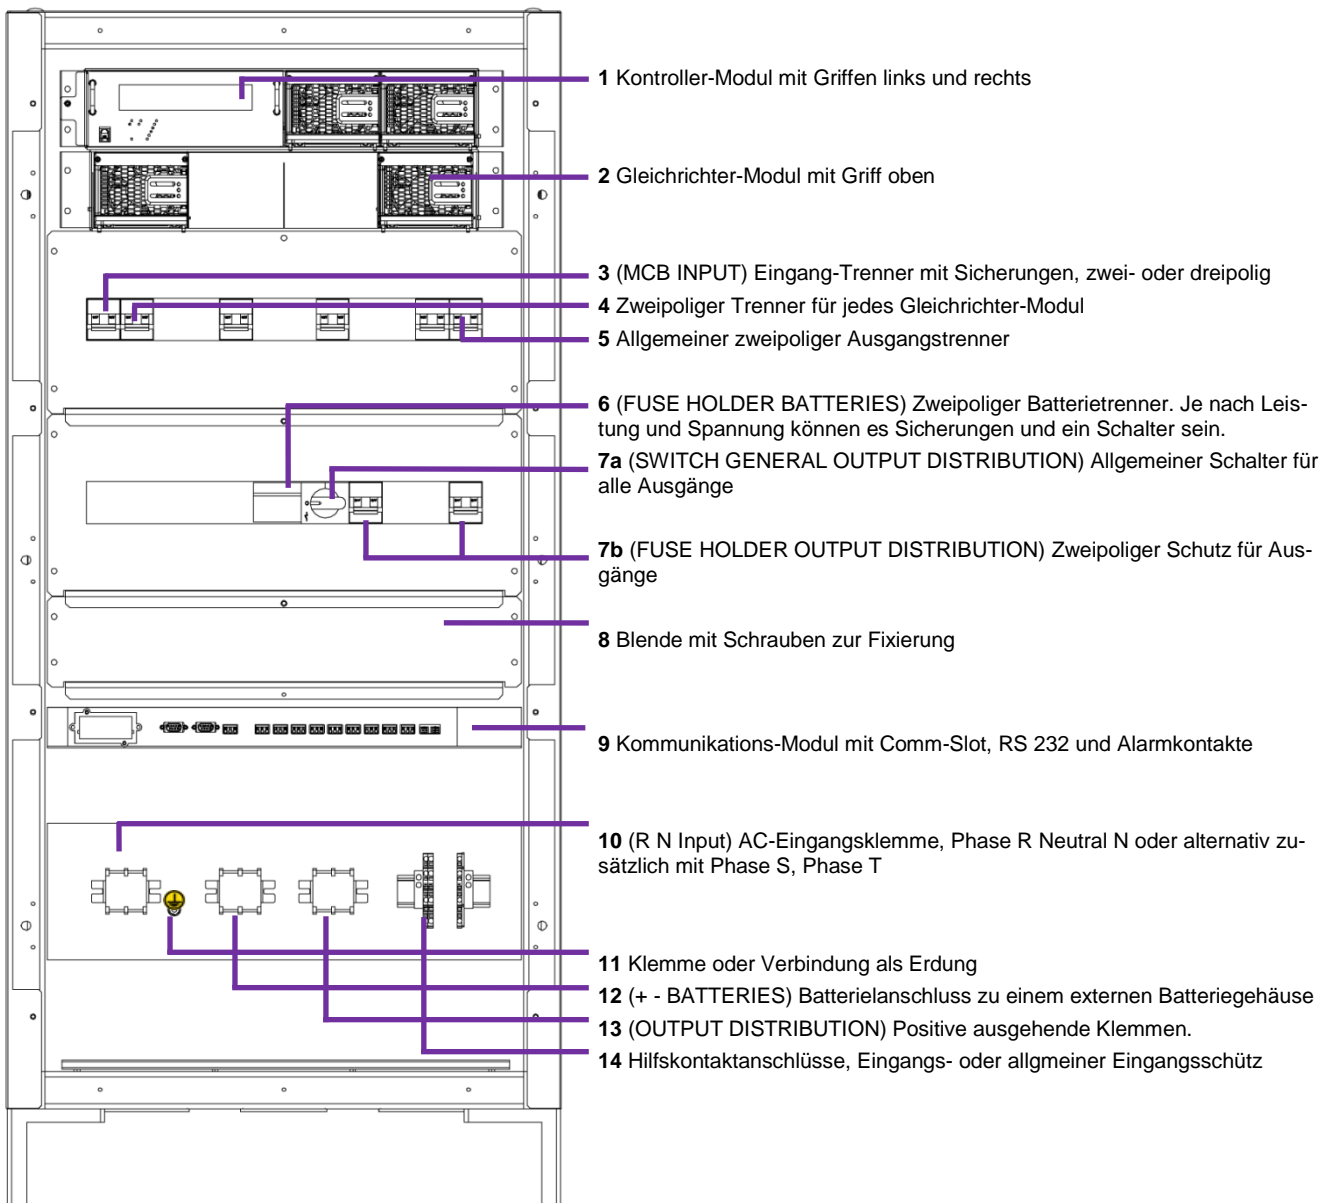 1 Kontroller-Modul mit Griffen links und rechts
2 Gleichrichter-Modul mit Griff oben
3 (MCB INPUT) Eingang-Trenner mit Sicherungen, zwei- oder dreipolig
4 Zweipoliger Trenner für jedes Gleichrichter-Modul
5 Allgemeiner zweipoliger Ausgangstrenner
6 (FUSE HOLDER BATTERIES) Zweipoliger Batterietrenner. Je nach Leis-
tung und Spannung können es Sicherungen und ein Schalter sein.
7a (SWITCH GENERAL OUTPUT DISTRIBUTION) Allgemeiner Schalter für
alle Ausgänge
7b (FUSE HOLDER OUTPUT DISTRIBUTION) Zweipoliger Schutz für Aus-
gänge
8 Blende mit Schrauben zur Fixierung
9 Kommunikations-Modul mit Comm-Slot, RS 232 und Alarmkontakte
10 (R N Input) AC-Eingangsklemme, Phase R Neutral N oder alternativ zu-
sätzlich mit Phase S, Phase T
11 Klemme oder Verbindung als Erdung
12 (+ - BATTERIES) Batterielanschluss zu einem externen Batteriegehäuse
13 (OUTPUT DISTRIBUTION) Positive ausgehende Klemmen.
14 Hilfskontaktanschlüsse, Eingangs- oder allgmeiner Eingangsschütz